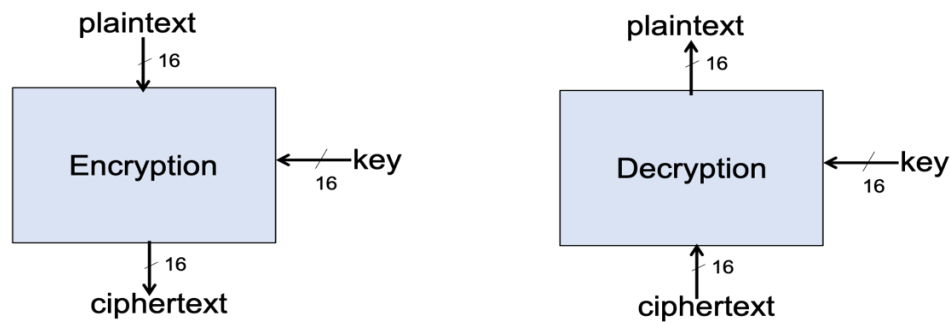 plaintext
16
Encryption
key
16
16
ciphertext
plaintext
16
Decryption
key
16
16
ciphertext